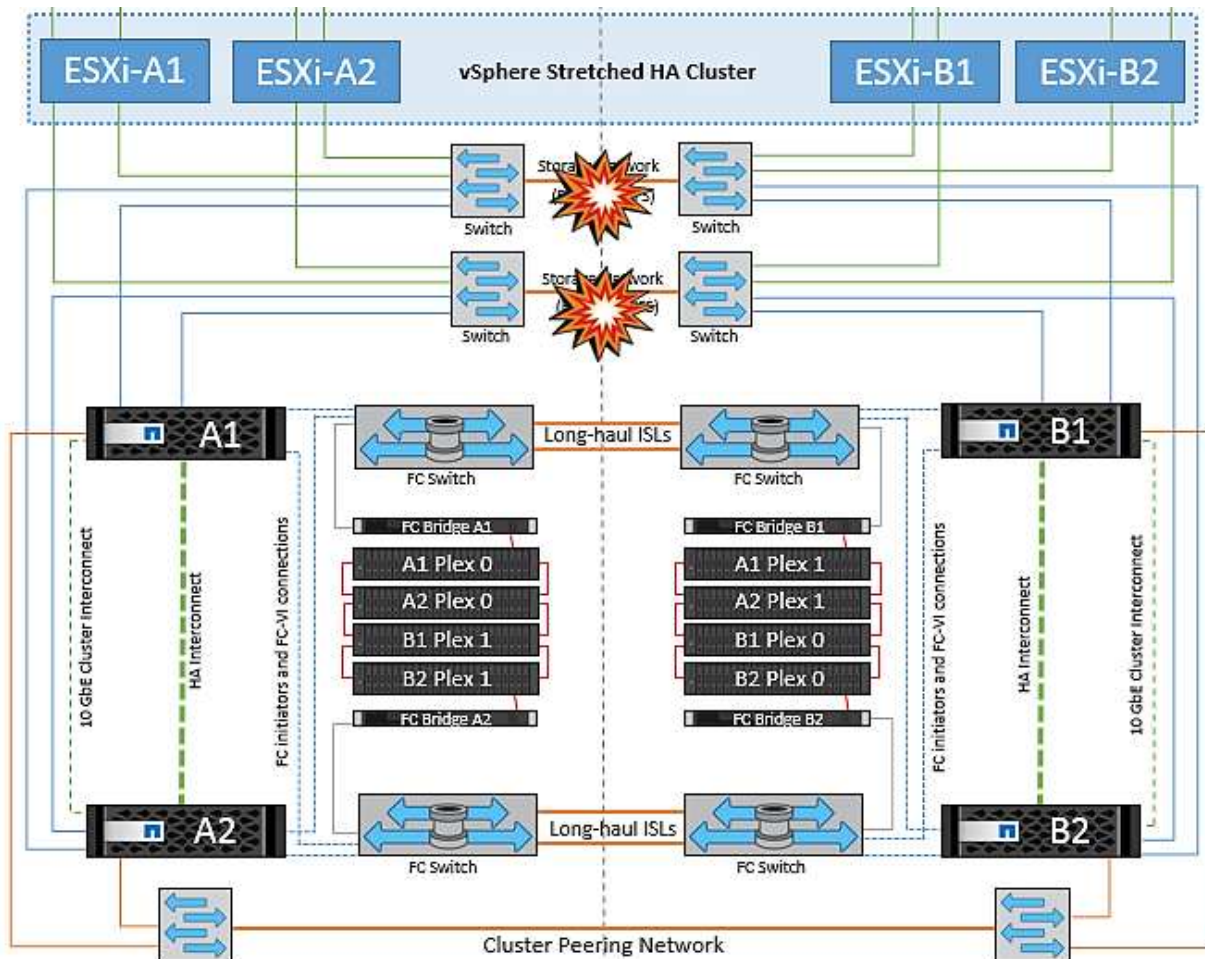 ESXi-A1
ESXi-A2
vSphere Stretched HA Cluster
ESXi-B1
ESXi-B2
Switch
Switch
Switch
Switch
A1
B1
Long-haul ISLs
FC Switch
FC Switch
FC Bridge A1
FC Bridge B1
A1 Plex 0
A1 Plex 1
A2 Plex 0
A2 Plex 1
B1 Plex 1
B1 Plex 0
B2 Plex 1
B2 Plex 0
FC Bridge A2
FC Bridge B2
10 GbE Cluster Interconnect
HA Interconnect
FC initiators and FC-VI connections
FC initiators and FC-VI connections
HA Interconnect
10 GbE Cluster Interconnect
A2
B2
Long-haul ISLs
FC Switch
FC Switch
Cluster Peering Network